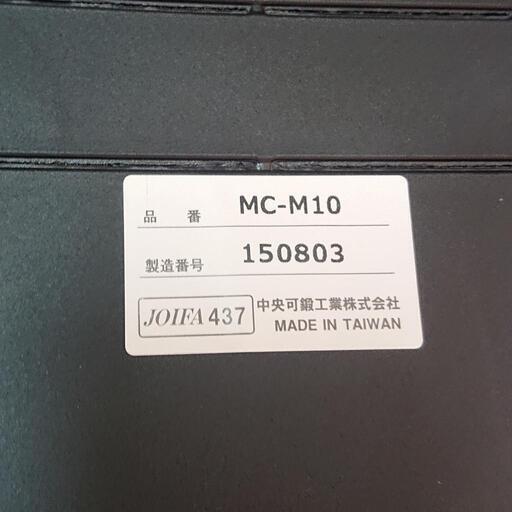 品 番 MC-M10
製造番号 150803
JOIFA 437 中央可鍛工業株式会社
MADE IN TAIWAN